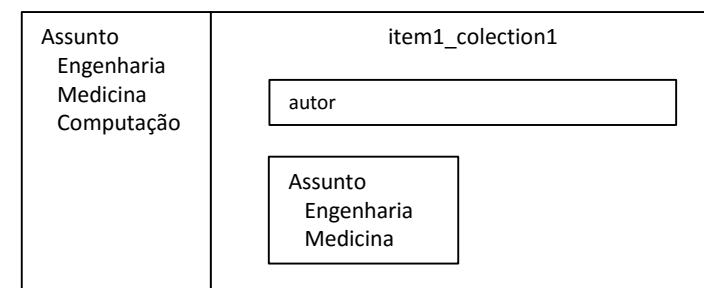 Assunto
Engenharia
Medicina
Computação
item1_colection1
autor
Assunto
Engenharia
Medicina